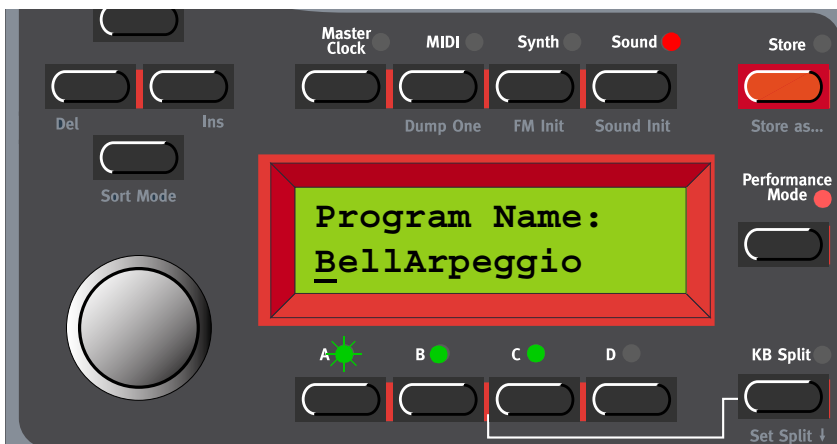 Master
Clock
MIDI
Synth
Sound
Store
Del
Ins
Dump One
FM Init
Sound Init
Store as...
Sort Mode
Performance
Mode
Program Name:
BellArpeggio
A
B
C
D
KB Split
Set Split ↓